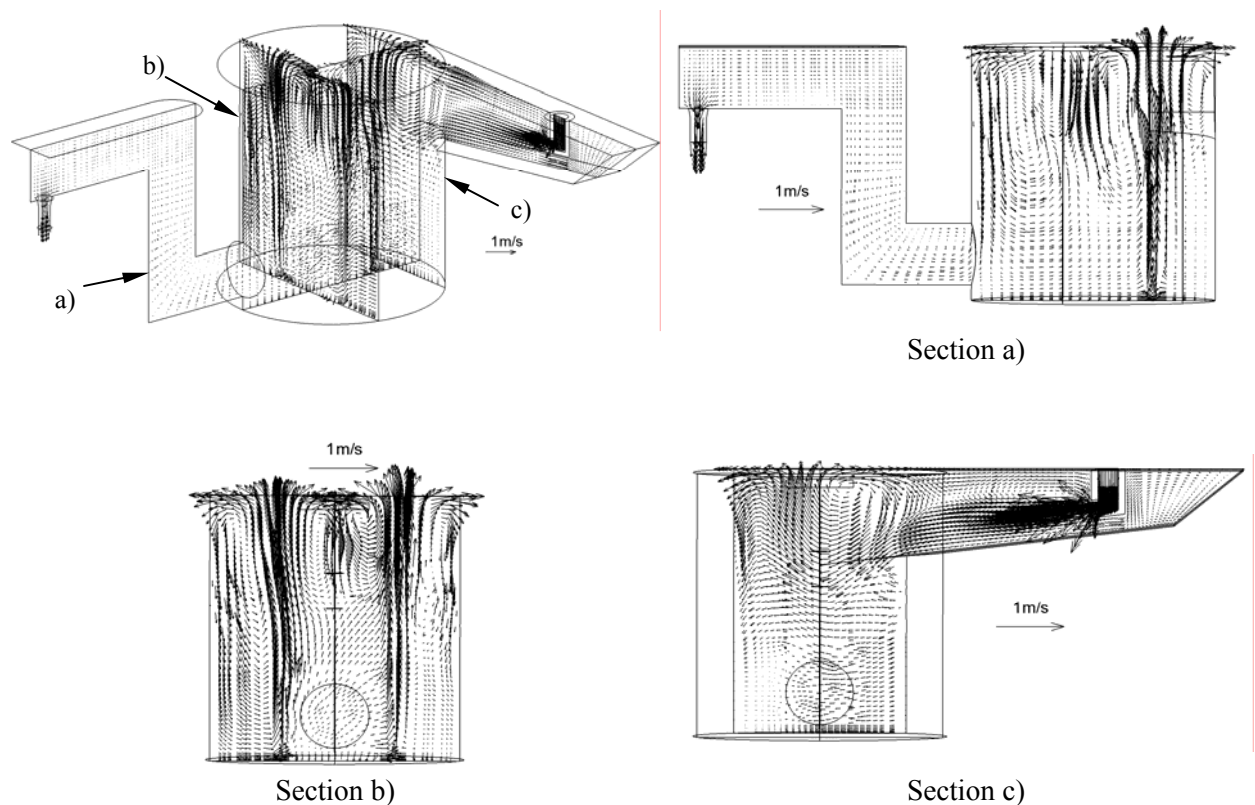 b)
c)
1m/s
a)
1m/s
Section a)
1m/s
1m/s
Section b)
Section c)